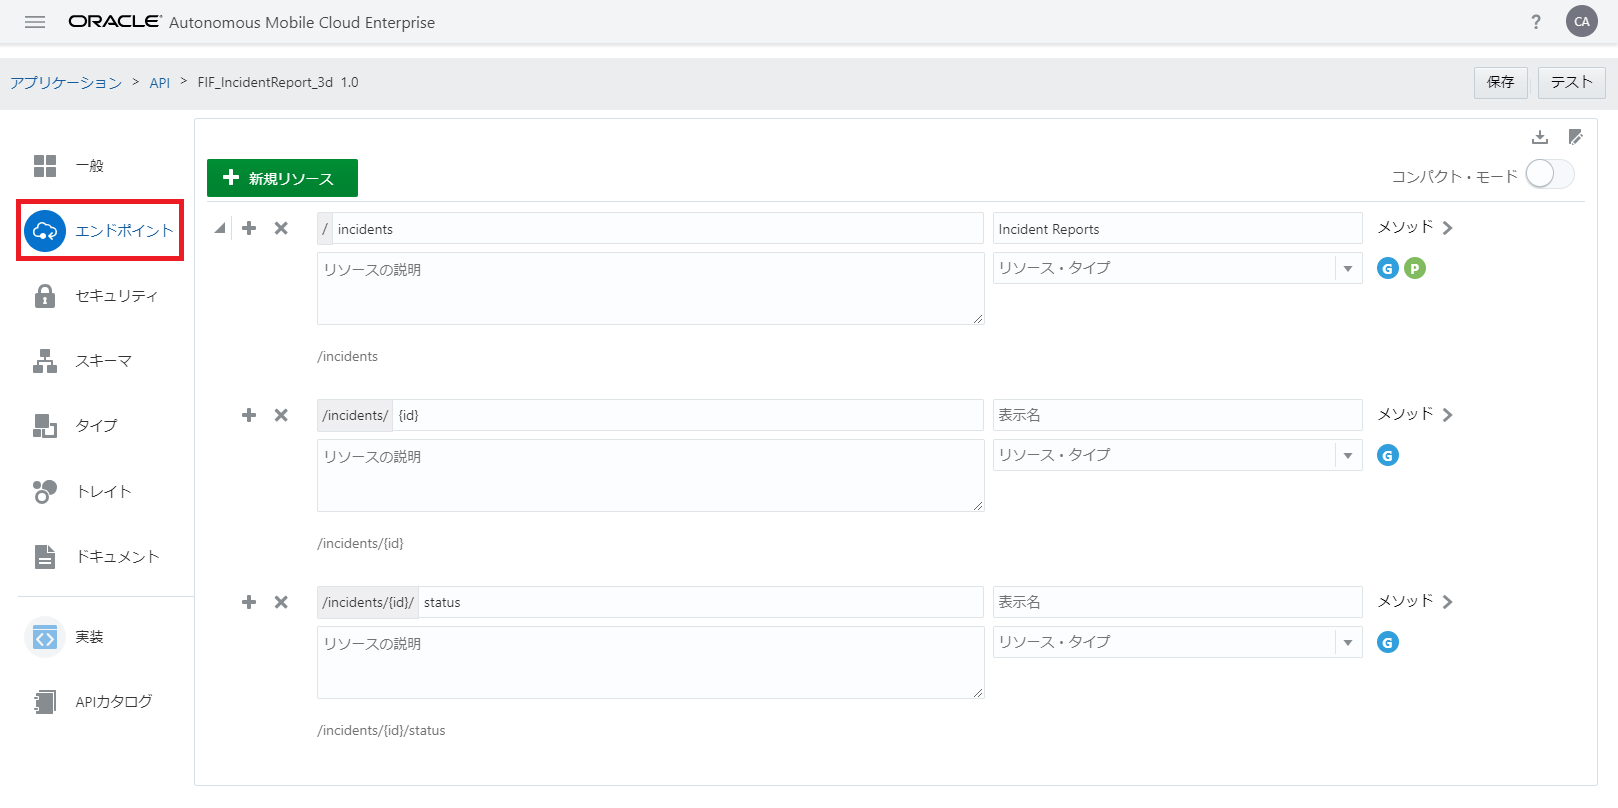 ORACLE Autonomous Mobile Cloud Enterprise ? CA
アプリケーション > API > FIF_IncidentReport_3d 1.0 保存 テスト
一般
エンドポイント
セキュリティ
スキーマ
タイプ
トレイト
ドキュメント
実装
APIカタログ
新規リソース コンパクト・モード
/ incidents Incident Reports メソッド
リソースの説明 リソース・タイプ G P
/incidents
/incidents/ {id} 表示名 メソッド
リソースの説明 リソース・タイプ G
/incidents/{id}
/incidents/{id}/ status 表示名 メソッド
リソースの説明 リソース・タイプ G
/incidents/{id}/status